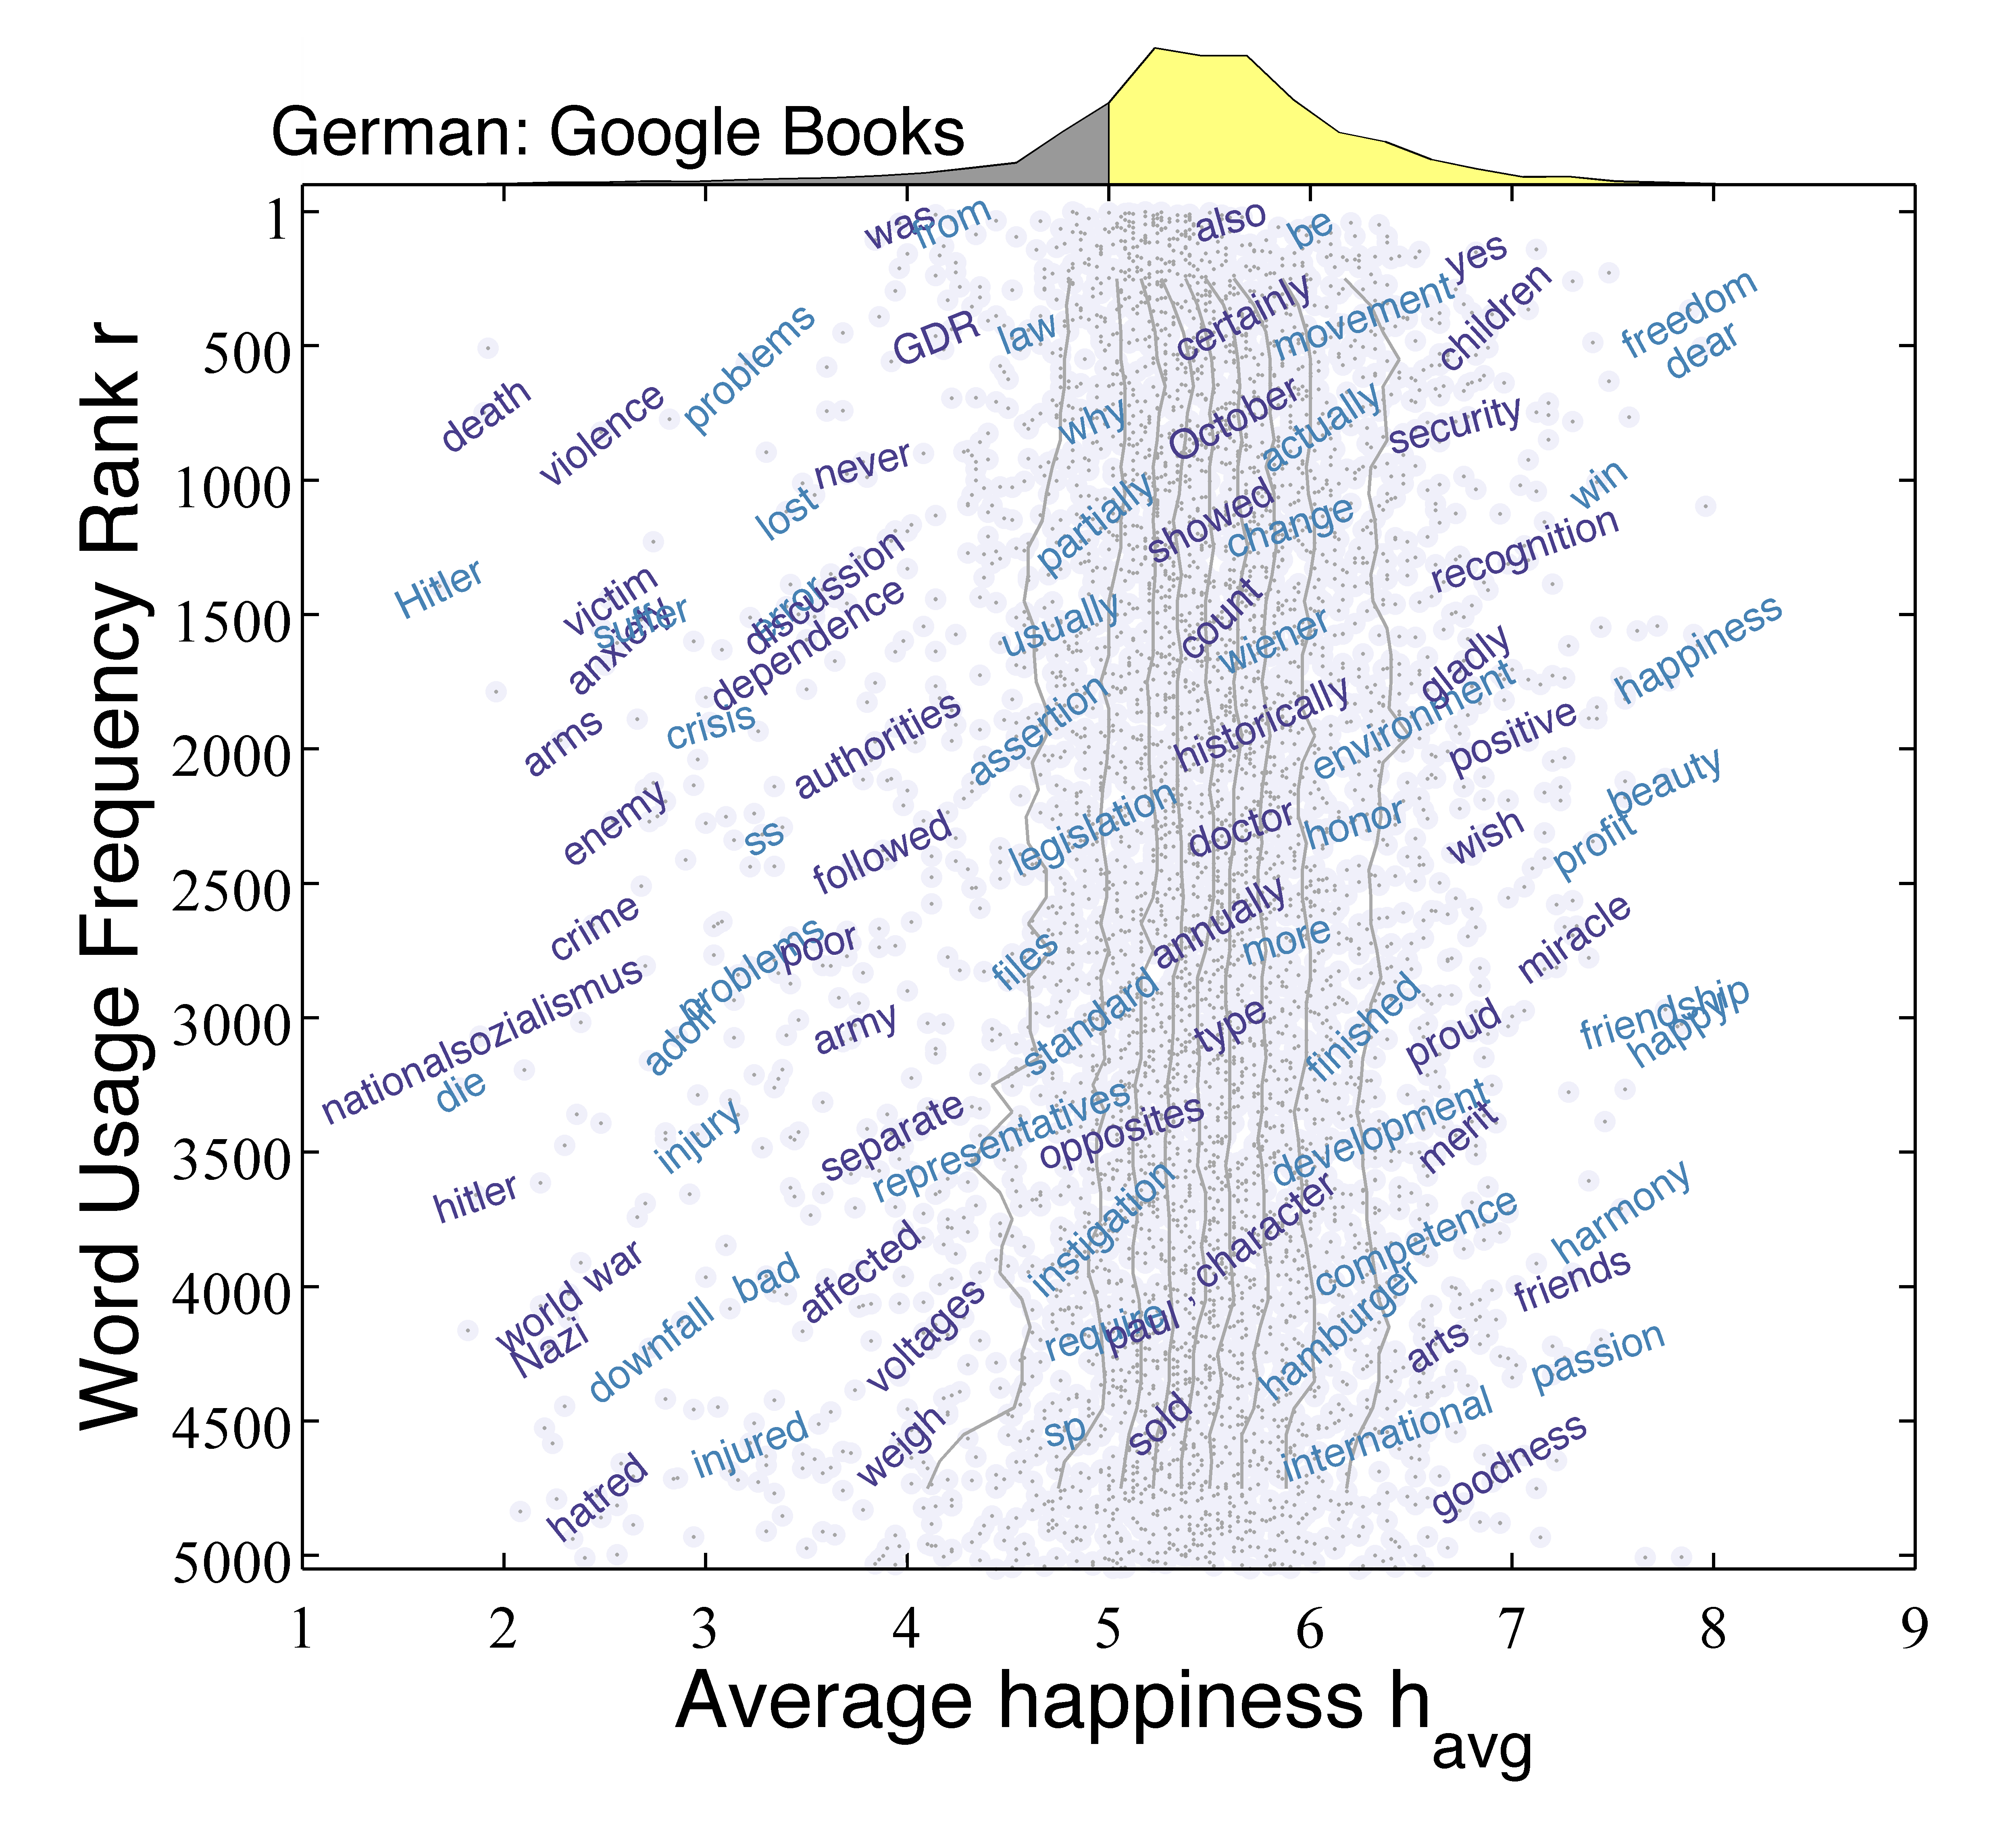 German: Google Books
Word Usage Frequency Rank r
1
500
1000
1500
2000
2500
3000
3500
4000
4500
5000
was
from
also
be
yes
children
freedom
dear
problems
GDR
law
certainly
movement
death
violence
never
why
October
actually
security
lost
partially
showed
change
win
recognition
Hitler
victim
suffer
anxiety
error
discussion
dependence
usually
count
wiener
gladly
happiness
arms
crisis
authorities
assertion
historically
environment
positive
enemy
ss
followed
legislation
doctor
honor
wish
beauty
profit
crime
problems
poor
files
annually
more
miracle
nationalsozialismus
die
adolf
army
standard
type
finished
proud
friendship
happy
hitler
injury
separate
representatives
opposites
development
merit
world war
Nazi
downfall
bad
affected
voltages
instigation
require
paul
,
character
competence
hamburger
harmony
friends
arts
passion
hatred
injured
weigh
sp
sold
international
goodness
1 2 3 4 5 6 7 8 9
Average happiness h avg